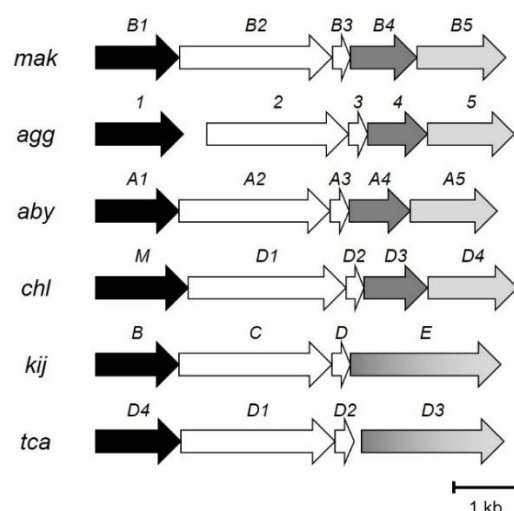 B1 B2 B3 B4 B5
mak
1 2 3 4 5
agg
A1 A2 A3 A4 A5
aby
M D1 D2 D3 D4
chl
B C D E
kij
D4 D1 D2 D3
tca
1 kb